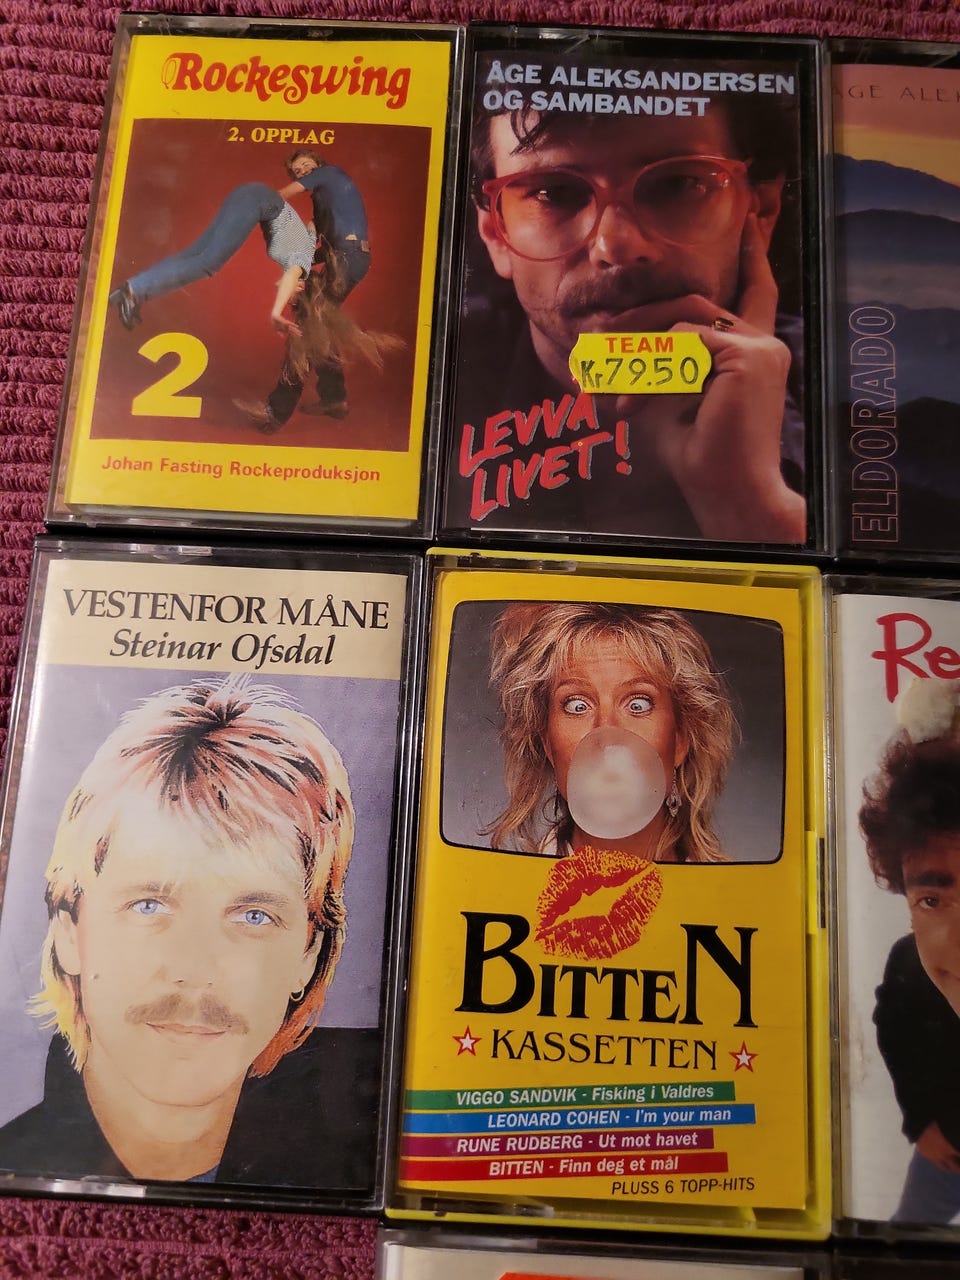 Rockeswing
2. OPPLAG
2
Johan Fasting Rockeproduksjon
ÅGE ALEKSANDERSEN
OG SAMBANDET
TEAM
Kr 79.50
LEVVA
LIVET!
ELDORADO
VESTENFOR MÅNE
Steinar Ofsdal
BITTEN
KASSETTEN
VIGGO SANDVIK - Fisking i Valdres
LEONARD COHEN - I'm your man
RUNE RUDBERG - Ut mot havet
BITTEN - Finn deg et mål
PLUSS 6 TOPP-HITS